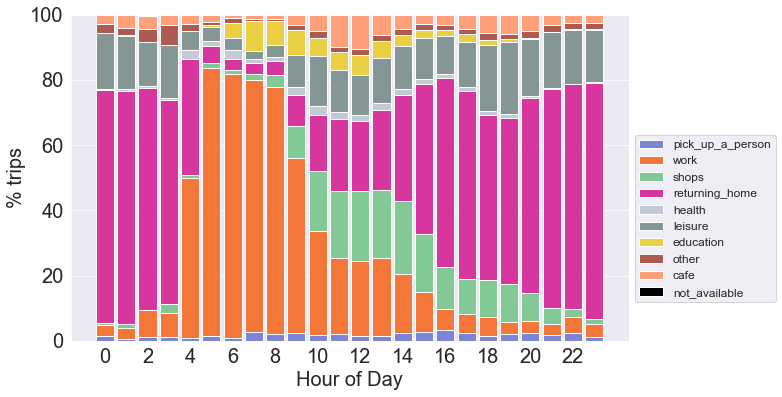 100
80
60
40
20
0
% trips
0 2 4 6 8 10 12 14 16 18 20 22
Hour of Day
pick_up_a_person
work
shops
returning_home
health
leisure
education
other
cafe
not_available